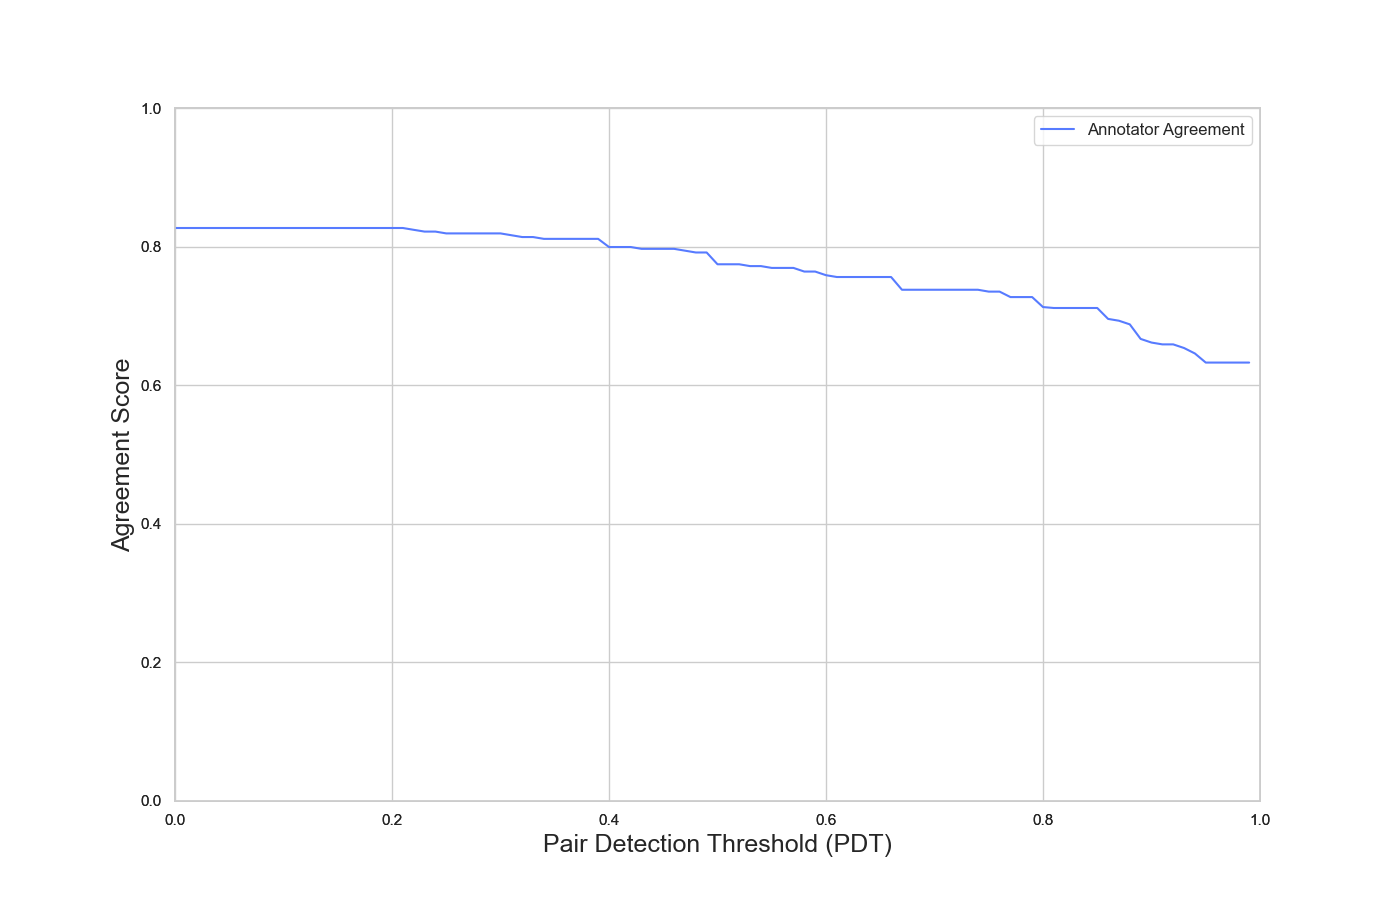 1.0
Annotator Agreement
0.8
0.6
0.4
0.2
0.0
Agreement Score
0.0 0.2 0.4 0.6 0.8 1.0
Pair Detection Threshold (PDT)